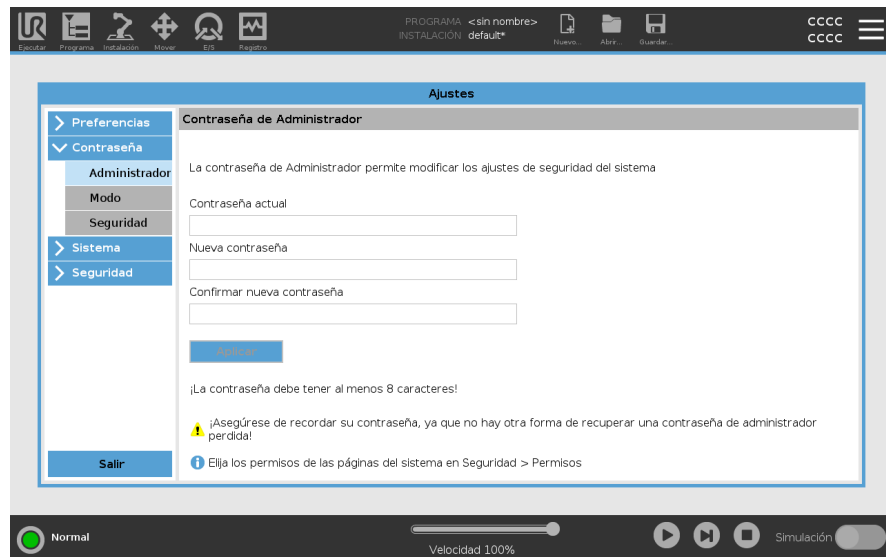 UR
PROGRAMA <sin nombre>
INSTALACIÓN default*
CCCC
CCCC
Ejecutar Programa Instalación Mover E/S Registro Nuevo... Abrir... Guardar...
Ajustes
Preferencias
Contraseña
Administrador
Modo
Seguridad
Sistema
Seguridad
Salir
Contraseña de Administrador
La contraseña de Administrador permite modificar los ajustes de seguridad del sistema
Contraseña actual
Nueva contraseña
Confirmar nueva contraseña
Aplicar
¡La contraseña debe tener al menos 8 caracteres!
¡Asegúrese de recordar su contraseña, ya que no hay otra forma de recuperar una contraseña de administrador
perdida!
Elija los permisos de las páginas del sistema en Seguridad > Permisos
Normal
Velocidad 100%
Simulación